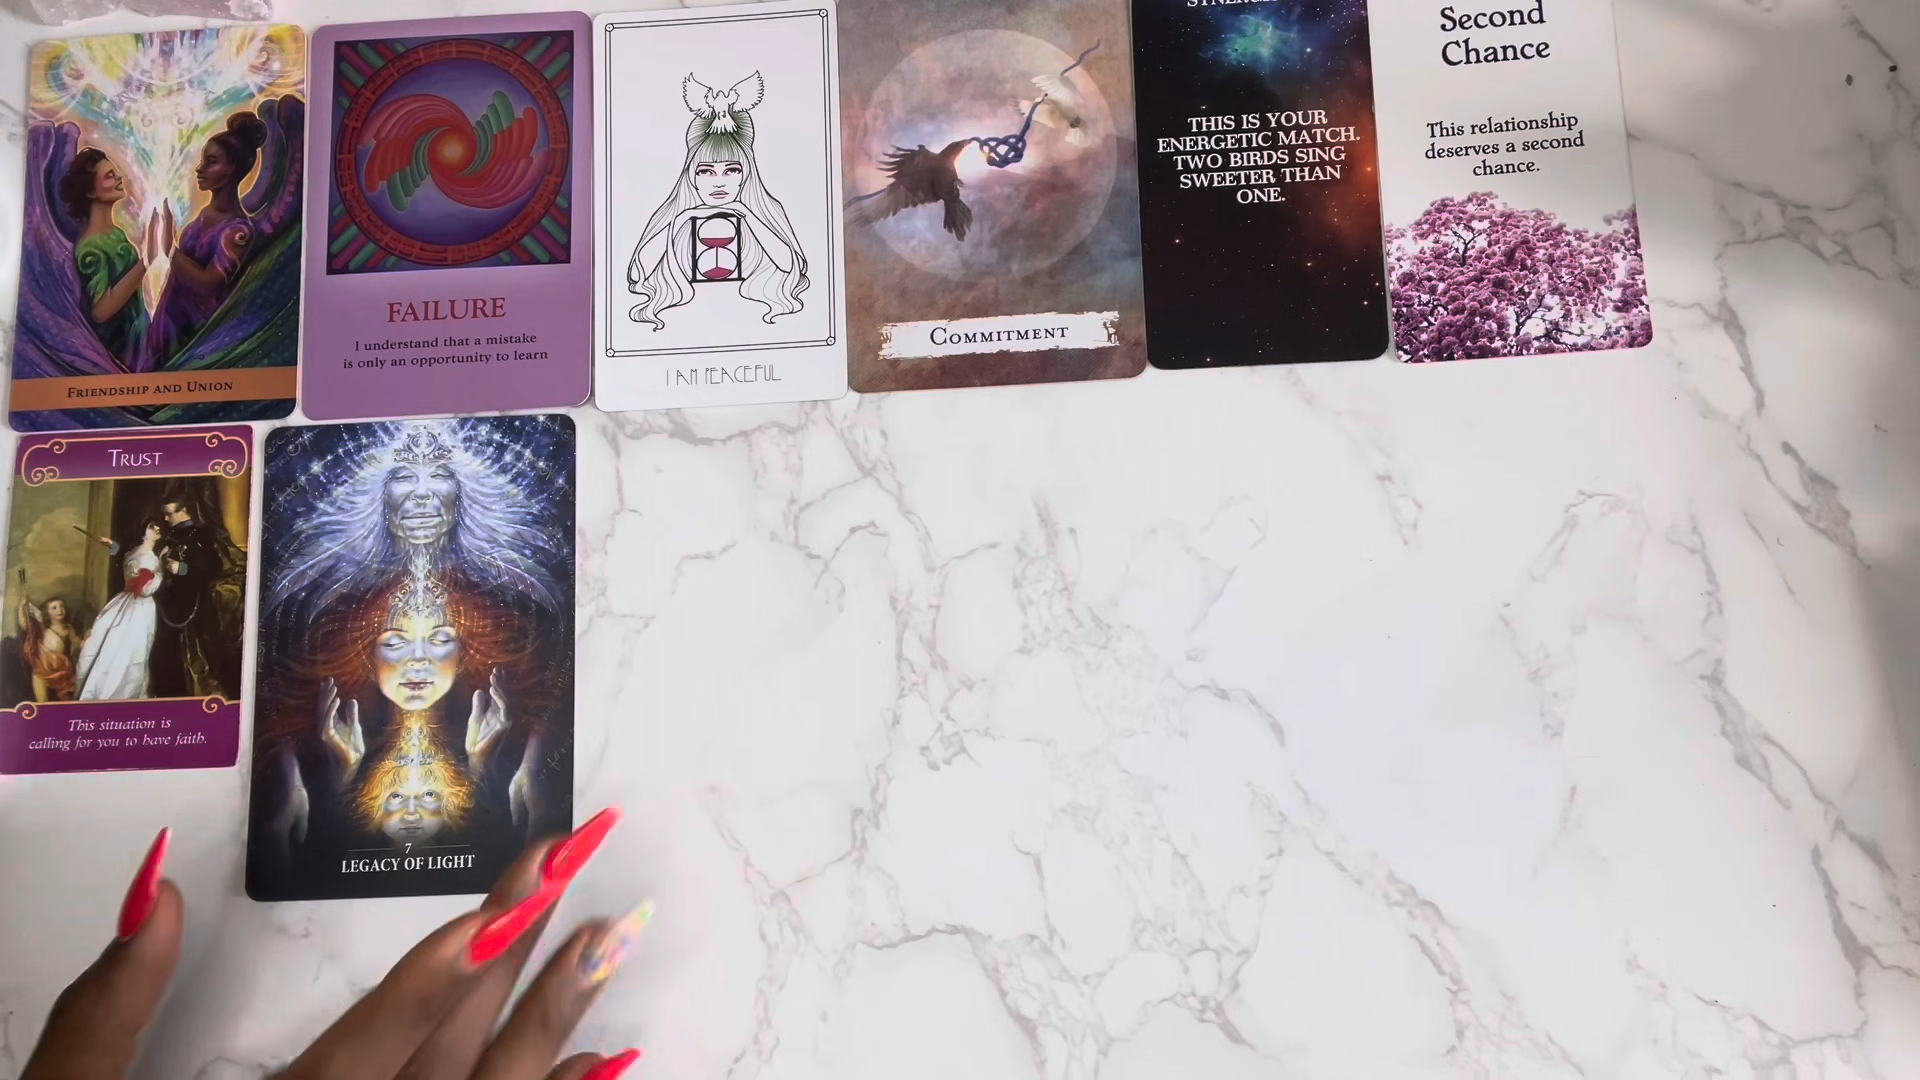 FRIENDSHIP AND UNION
FAILURE
I understand that a mistake
is only an opportunity to learn
I AM PEACEFUL
COMMITMENT
THIS IS YOUR
ENERGETIC MATCH.
TWO BIRDS SING
SWEETER THAN
ONE.
Second
Chance
This relationship
deserves a second
chance.
TRUST
This situation is
calling for you to have faith.
7
LEGACY OF LIGHT